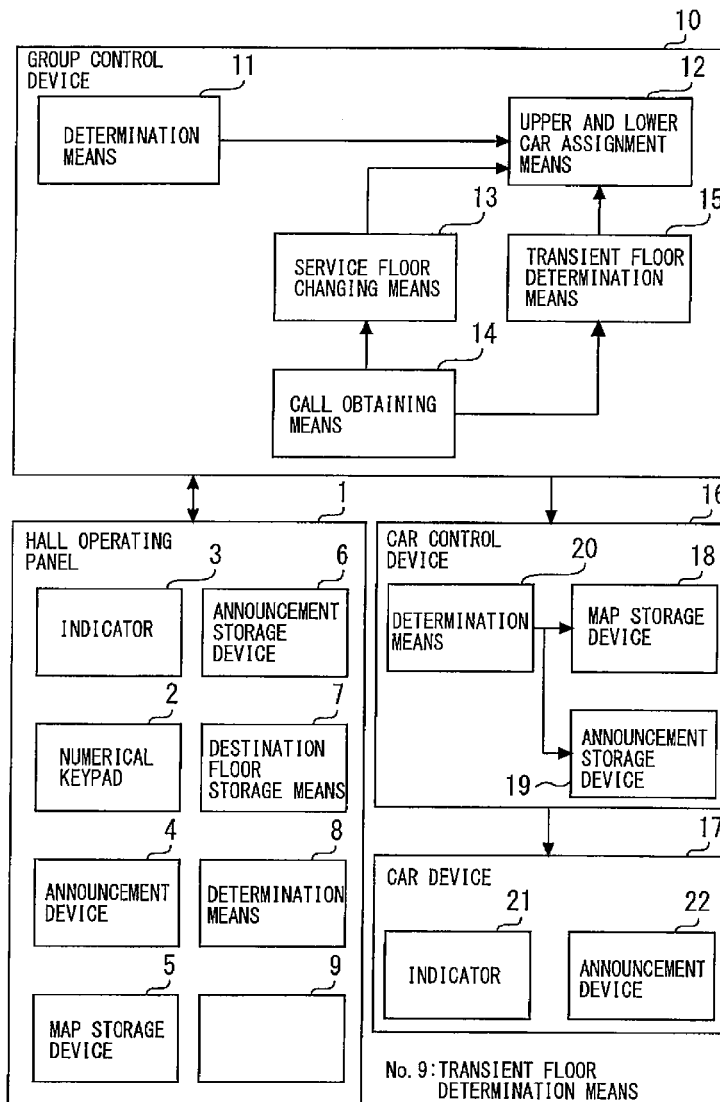 10
GROUP CONTROL
DEVICE
11
DETERMINATION
MEANS
12
UPPER AND LOWER
CAR ASSIGNMENT
MEANS
13
SERVICE FLOOR
CHANGING MEANS
15
TRANSIENT FLOOR
DETERMINATION
MEANS
14
CALL OBTAINING
MEANS
1
HALL OPERATING
PANEL
3
INDICATOR
6
ANNOUNCEMENT
STORAGE
DEVICE
2
NUMERICAL
KEYPAD
7
DESTINATION
FLOOR
STORAGE MEANS
4
ANNOUNCEMENT
DEVICE
8
DETERMINATION
MEANS
5
MAP STORAGE
DEVICE
9
16
CAR CONTROL
DEVICE
20
DETERMINATION
MEANS
18
MAP STORAGE
DEVICE
19
ANNOUNCEMENT
STORAGE
DEVICE
17
CAR DEVICE
21
INDICATOR
22
ANNOUNCEMENT
DEVICE
No. 9:TRANSIENT FLOOR
DETERMINATION MEANS